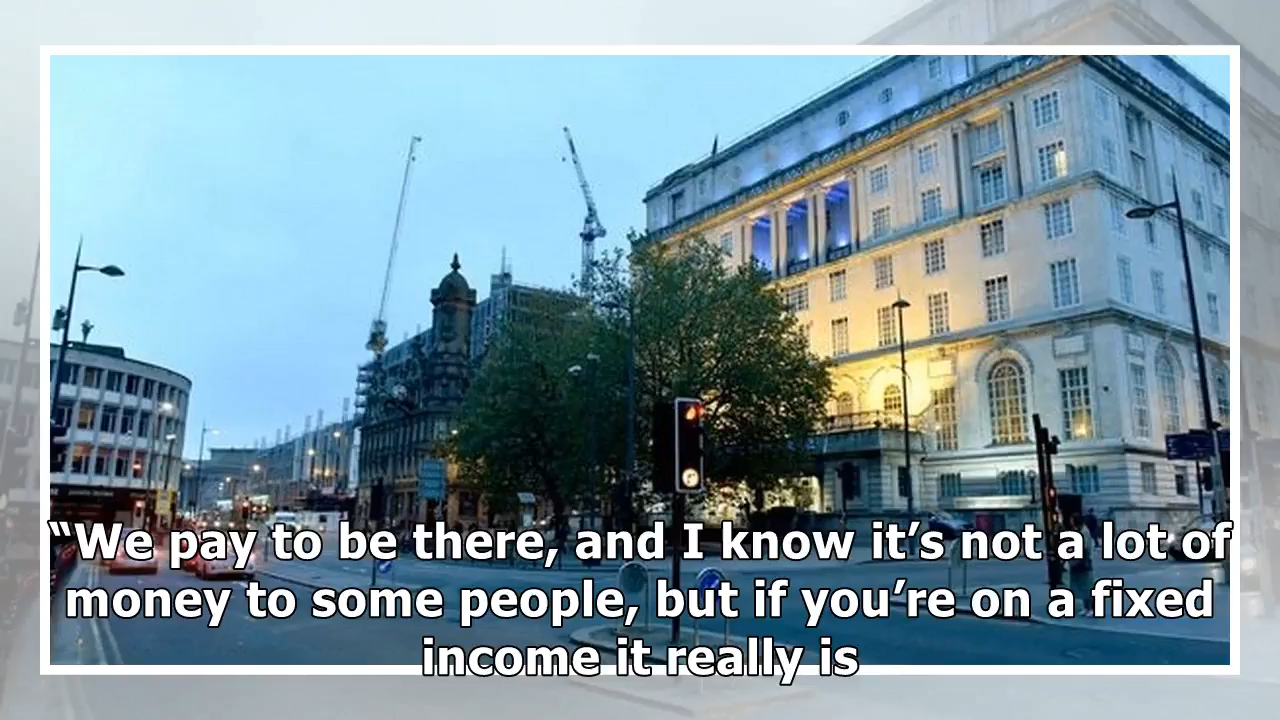 “We pay to be there, and I know it’s not a lot of
money to some people, but if you’re on a fixed
income it really is